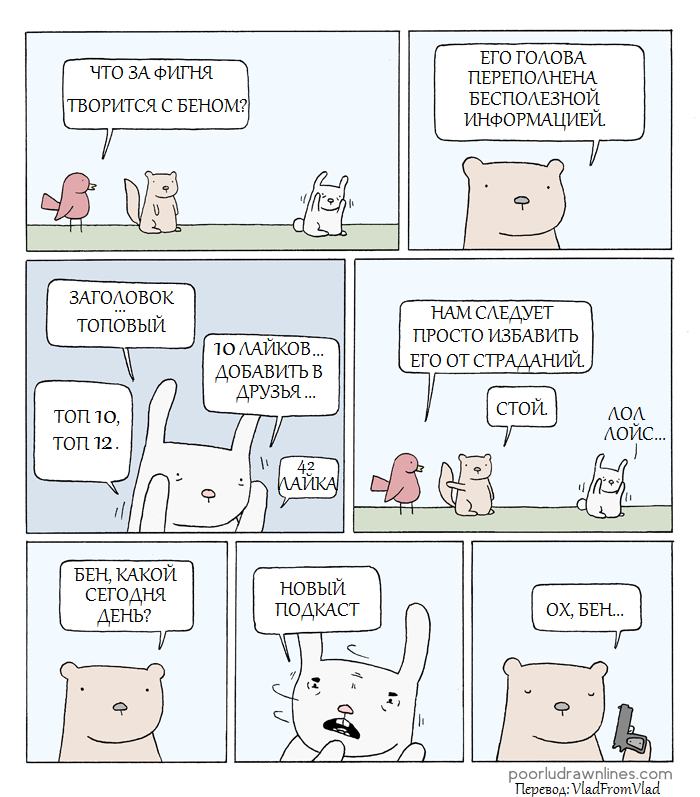 ЧТО ЗА ФИГНЯ
ТВОРИТСЯ С БЕНОМ?
ЕГО ГОЛОВА
ПЕРЕПОЛНЕНА
БЕСПОЛЕЗНОЙ
ИНФОРМАЦИЕЙ.
ЗАГОЛОВОК
...
ТОПОВЫЙ
10 ЛАЙКОВ...
ДОБАВИТЬ В
ДРУЗЬЯ ...
ТОП 10,
ТОП 12 .
42
ЛАЙКА
НАМ СЛЕДУЕТ
ПРОСТО ИЗБАВИТЬ
ЕГО ОТ СТРАДАНИЙ.
СТОЙ.
ЛОЛ
ЛОЙС...
БЕН, КАКОЙ
СЕГОДНЯ
ДЕНЬ?
НОВЫЙ
ПОДКАСТ
ОХ, БЕН...
poorludrawnlines.com
Перевод: VladFromVlad